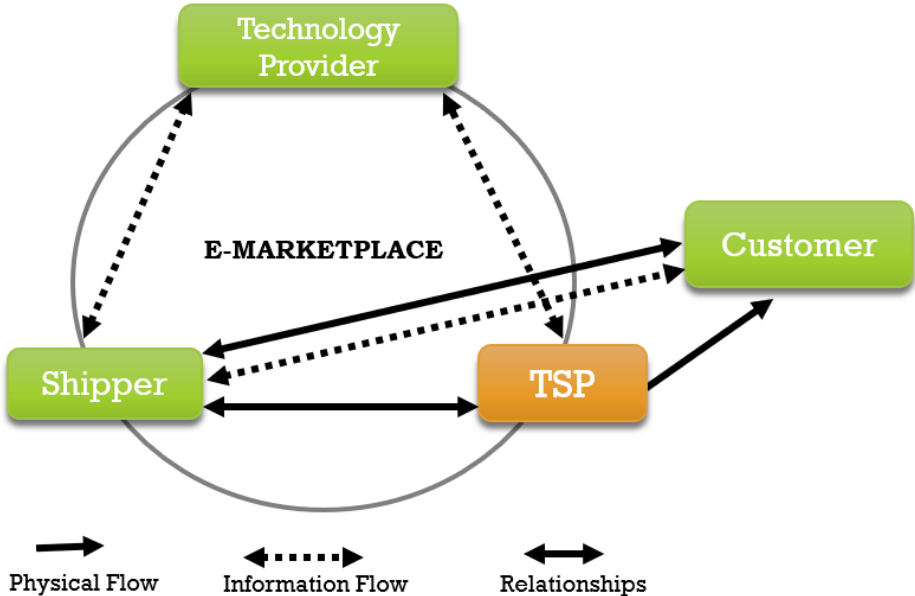 Technology
Provider
E-MARKETPLACE
Customer
Shipper
TSP
Physical Flow
Information Flow
Relationships